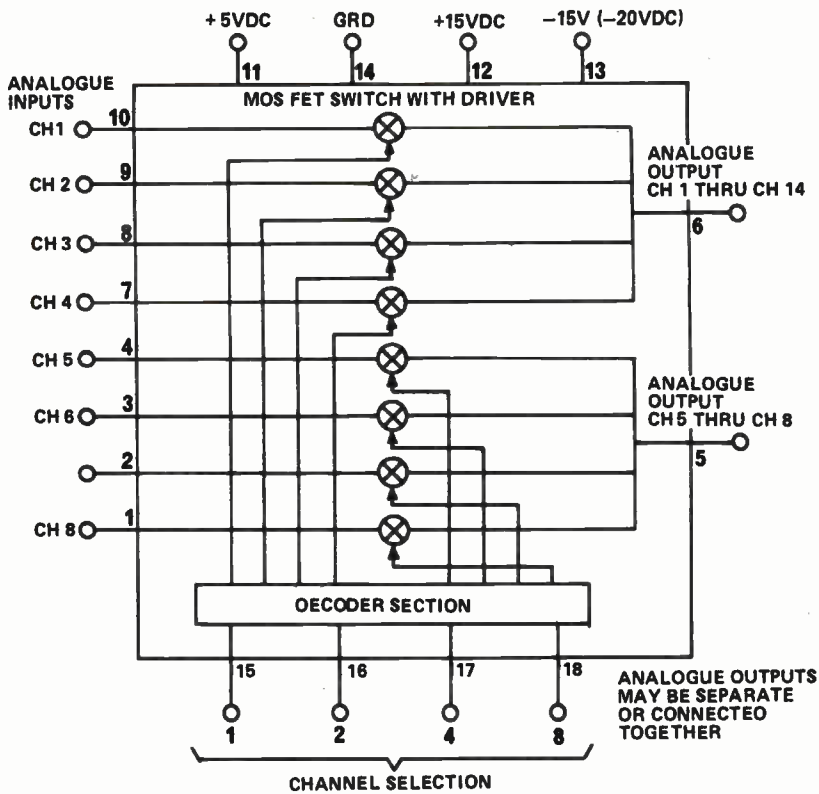 +5VDC GRD +15VDC –15V (–20VDC)
11 14 12 13
ANALOGUE
INPUTS
MOS FET SWITCH WITH DRIVER
CH1 10
CH 2 9
CH 3 8
CH 4 7
CH 5 4
CH 6 3
2
CH 8 1
ANALOGUE
OUTPUT
CH 1 THRU CH 14
6
ANALOGUE
OUTPUT
CH 5 THRU CH 8
5
OECODER SECTION
15 16 17 18
1 2 4 8
CHANNEL SELECTION
ANALOGUE OUTPUTS
MAY BE SEPARATE
OR CONNECTEO
TOGETHER